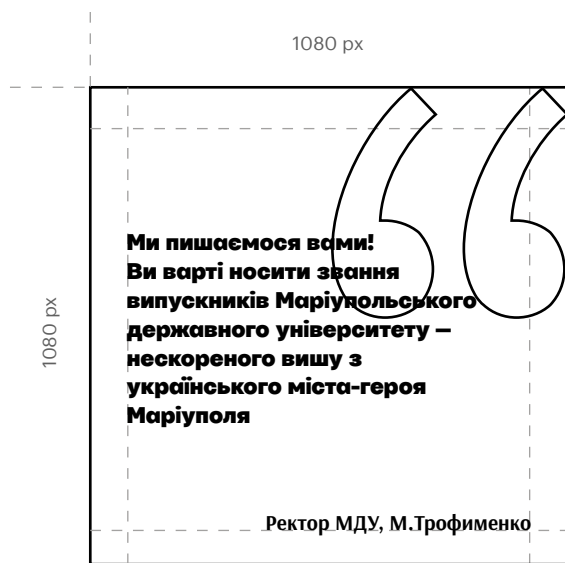 1080 px
1080 px
Ми пишаємося вами!
Ви варті носити звання
випускників Маріупольського
державного університету –
нескореного вишу з
українського міста-героя
Маріуполя
Ректор МДУ, М.Трофименко